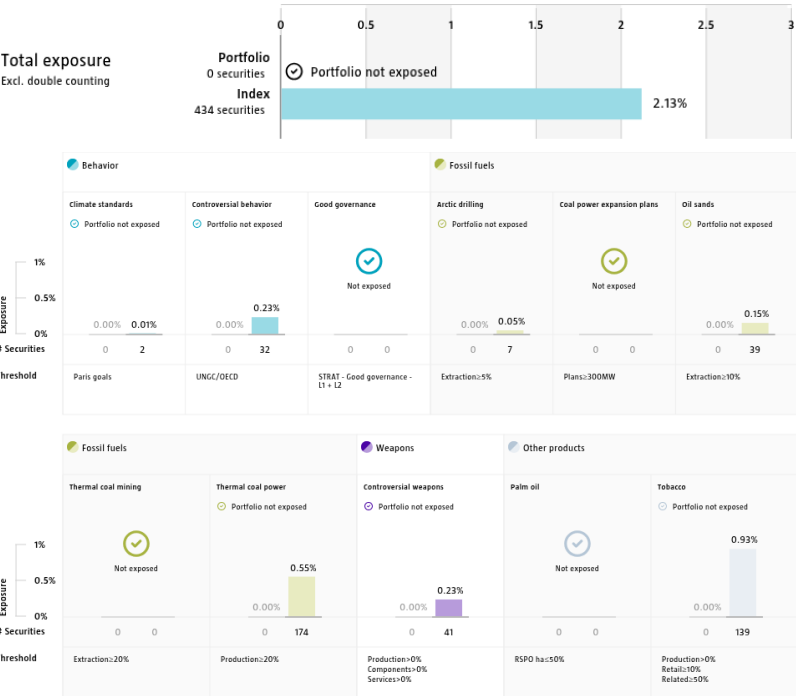 0 0.5 1 1.5 2 2.5 3
Total exposure
Excl. double counting
Portfolio
0 securities
Portfolio not exposed
Index
434 securities
2.13%
Behavior
Fossil fuels
Climate standards
Controversial behavior
Good governance
Arctic drilling
Coal power expansion plans
Oil sands
Portfolio not exposed
Portfolio not exposed
Portfolio not exposed
Portfolio not exposed
Not exposed
Not exposed
Exposure
1%
0.5%
0%
0.00% 0.01%
0.00% 0.23%
0.00% 0.05%
0.00% 0.15%
# Securities
0 2
0 32
0 0
0 7
0 0
0 39
hreshold
Paris goals
UNGC/OECD
STRAT - Good governance -
L1 + L2
Extraction≥5%
Plans≥300MW
Extraction≥10%
Fossil fuels
Weapons
Other products
Thermal coal mining
Thermal coal power
Controversial weapons
Palm oil
Tobacco
Portfolio not exposed
Portfolio not exposed
Portfolio not exposed
Not exposed
Not exposed
Exposure
1%
0.5%
0%
0.00% 0.55%
0.00% 0.23%
0.00% 0.93%
# Securities
0 0
0 174
0 41
0 0
0 139
hreshold
Extraction≥20%
Production≥20%
Production>0%
Components>0%
Services>0%
RSPO ha≤50%
Production>0%
Retail≥10%
Related≥50%